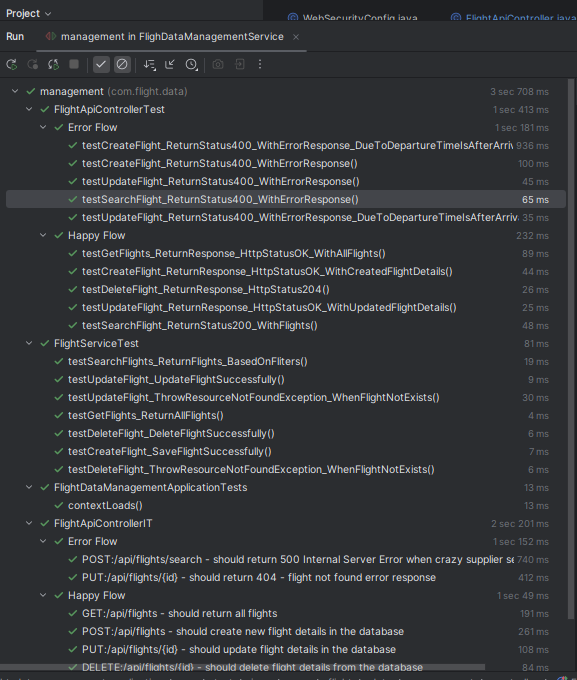 Project
WebSecurityConfig.java
FlightApiController.java
Run
management in FlighDataManagementService
management (com.flight.data) 3 sec 708 ms
FlightApiControllerTest 1 sec 413 ms
Error Flow 1 sec 181 ms
testCreateFlight_ReturnStatus400_WithErrorResponse_DueToDepartureTimeIsAfterArriv 936 ms
testCreateFlight_ReturnStatus400_WithErrorResponse() 100 ms
testUpdateFlight_ReturnStatus400_WithErrorResponse() 45 ms
testSearchFlight_ReturnStatus400_WithErrorResponse() 65 ms
testUpdateFlight_ReturnStatus400_WithErrorResponse_DueToDepartureTimeIsAfterArriva 35 ms
Happy Flow 232 ms
testGetFlights_ReturnResponse_HttpStatusOK_WithAllFlights() 89 ms
testCreateFlight_ReturnResponse_HttpStatusOK_WithCreatedFlightDetails() 44 ms
testDeleteFlight_ReturnResponse_HttpStatus204() 26 ms
testUpdateFlight_ReturnResponse_HttpStatusOK_WithUpdatedFlightDetails() 25 ms
testSearchFlight_ReturnStatus200_WithFlights() 48 ms
FlightServiceTest 81 ms
testSearchFlights_ReturnFlights_BasedOnFliters() 19 ms
testUpdateFlight_UpdateFlightSuccessfully() 9 ms
testUpdateFlight_ThrowResourceNotFoundException_WhenFlightNotExists() 30 ms
testGetFlights_ReturnAllFlights() 4 ms
testDeleteFlight_DeleteFlightSuccessfully() 6 ms
testCreateFlight_SaveFlightSuccessfully() 7 ms
testDeleteFlight_ThrowResourceNotFoundException_WhenFlightNotExists() 6 ms
FlightDataManagementApplicationTests 13 ms
contextLoads() 13 ms
FlightApiControllerIT 2 sec 201 ms
Error Flow 1 sec 152 ms
POST:/api/flights/search - should return 500 Internal Server Error when crazy supplier se 740 ms
PUT:/api/flights/{id} - should return 404 - flight not found error response 412 ms
Happy Flow 1 sec 49 ms
GET:/api/flights - should return all flights 191 ms
POST:/api/flights - should create new flight details in the database 261 ms
PUT:/api/flights - should update flight details in the database 108 ms
DELETE:/api/flights/{id} - should delete flight details from the database 84 ms